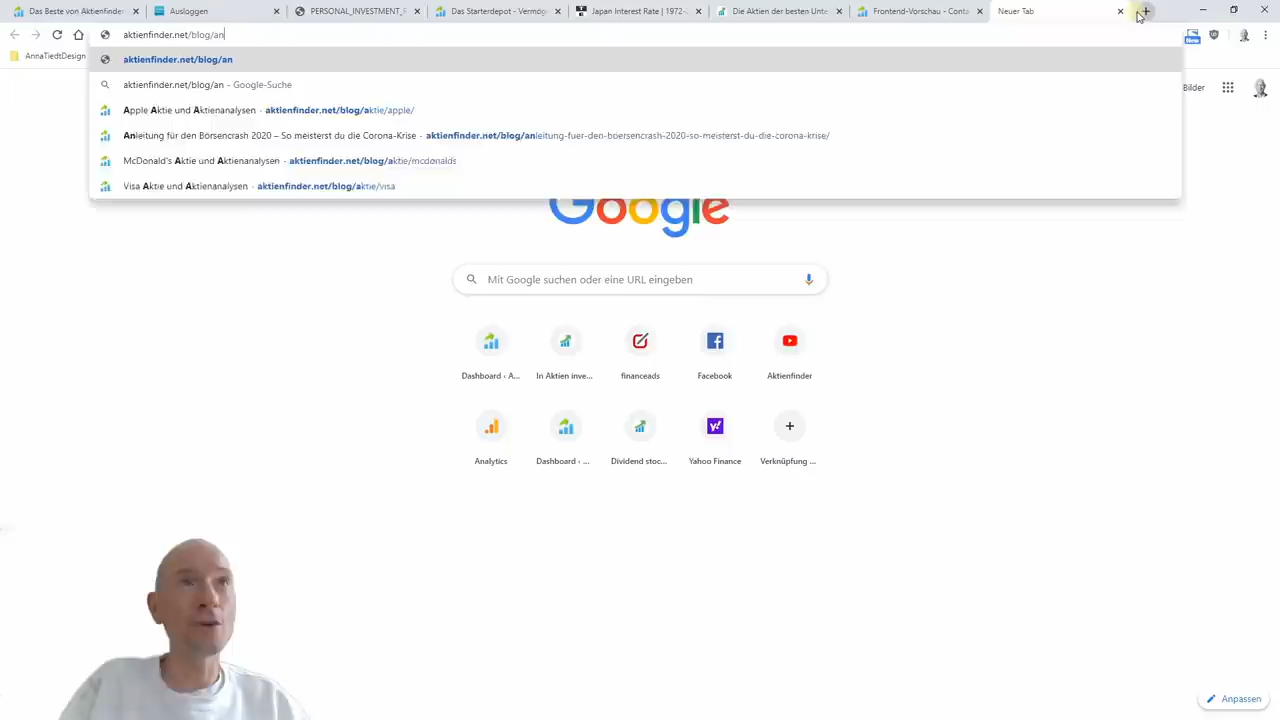 Das Beste von Aktienfinder
Ausloggen
PERSONAL_INVESTMENT_F
Das Starterdepot - Vermög
Japan Interest Rate | 1972-
Die Aktien der besten Unte
Frontend-Vorschau - Conta
Neuer Tab
aktienfinder.net/blog/an
New
AnnaTiedtDesign
aktienfinder.net/blog/an
aktienfinder.net/blog/an - Google-Suche
Apple Aktie und Aktienanalysen - aktienfinder.net/blog/aktie/apple/
Anleitung für den Börsencrash 2020 – So meisterst du die Corona-Krise - aktienfinder.net/blog/anleitung-fuer-den-boersencrash-2020-so-meisterst-du-die-corona-krise/
McDonald's Aktie und Aktienanalysen - aktienfinder.net/blog/aktie/mcdonalds
Visa Aktie und Aktienanalysen - aktienfinder.net/blog/aktie/visa
Bilder
Google
Mit Google suchen oder eine URL eingeben
Dashboard ‹ A...
In Aktien inve...
financeads
Facebook
Aktienfinder
Analytics
Dashboard ‹ ...
Dividend stoc...
Yahoo Finance
Verknüpfung ...
Anpassen